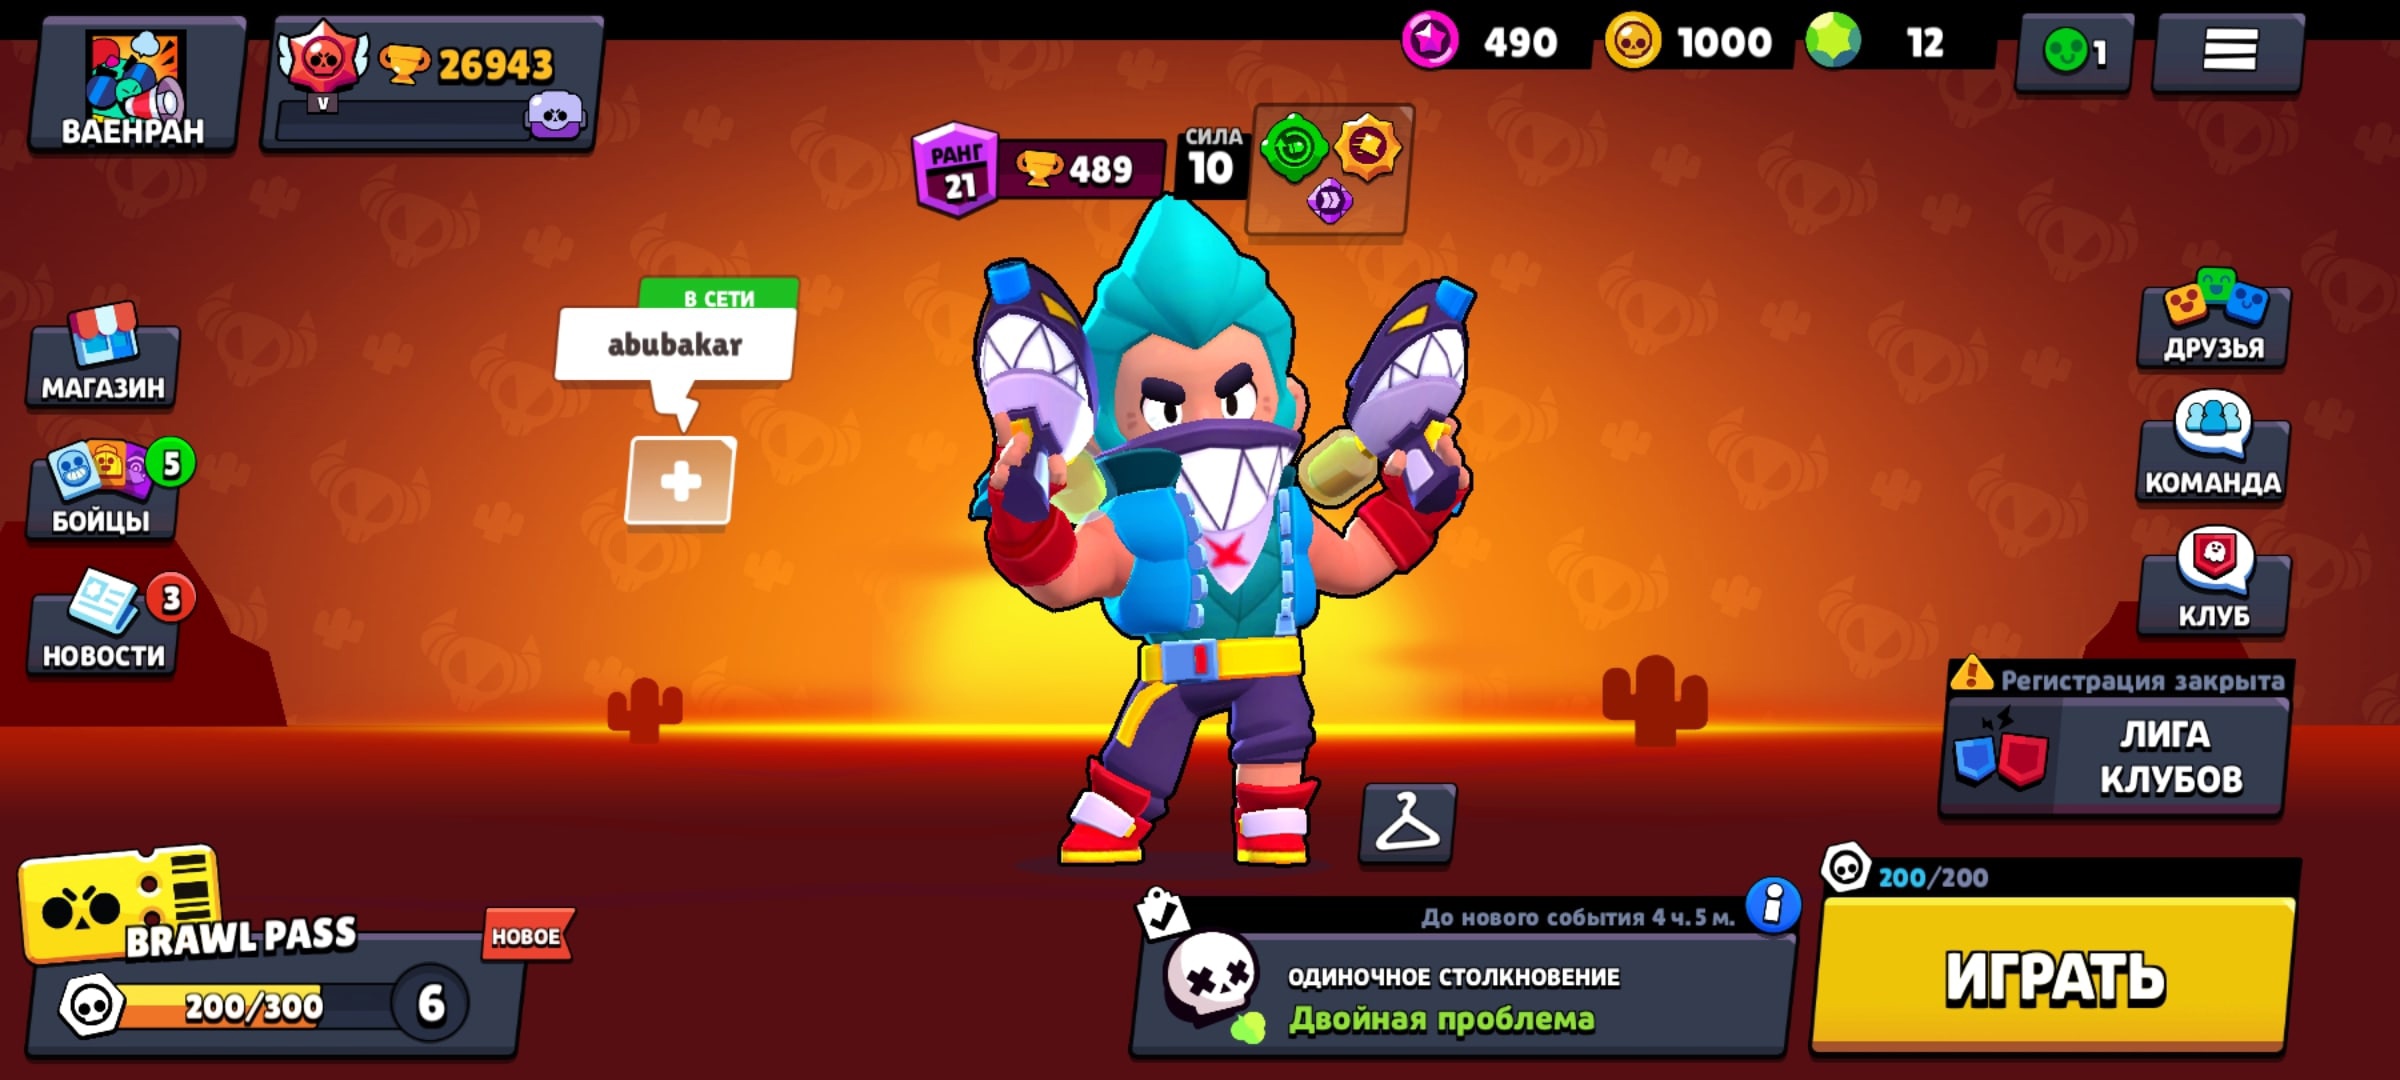 ВАЕНРАН
V
26943
490
1000
12
1
РАНГ
21
489
СИЛА
10
В СЕТИ
abubakar
МАГАЗИН
5
БОЙЦЫ
3
НОВОСТИ
ДРУЗЬЯ
КОМАНДА
КЛУБ
Регистрация закрыта
ЛИГА
КЛУБОВ
BRAWL PASS
НОВОЕ
200/300
6
До нового события 4 ч. 5 м.
ОДИНОЧНОЕ СТОЛКНОВЕНИЕ
Двойная проблема
200/200
ИГРАТЬ